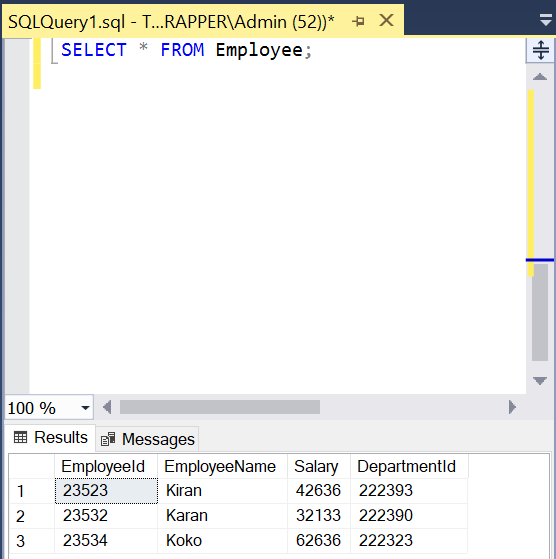 SQLQuery1.sql - T...RAPPER\Admin (52))*
SELECT * FROM Employee;
100 %
Results Messages
EmployeeId EmployeeName Salary DepartmentId
1 23523 Kiran 42636 222393
2 23532 Karan 32133 222390
3 23534 Koko 62636 222323